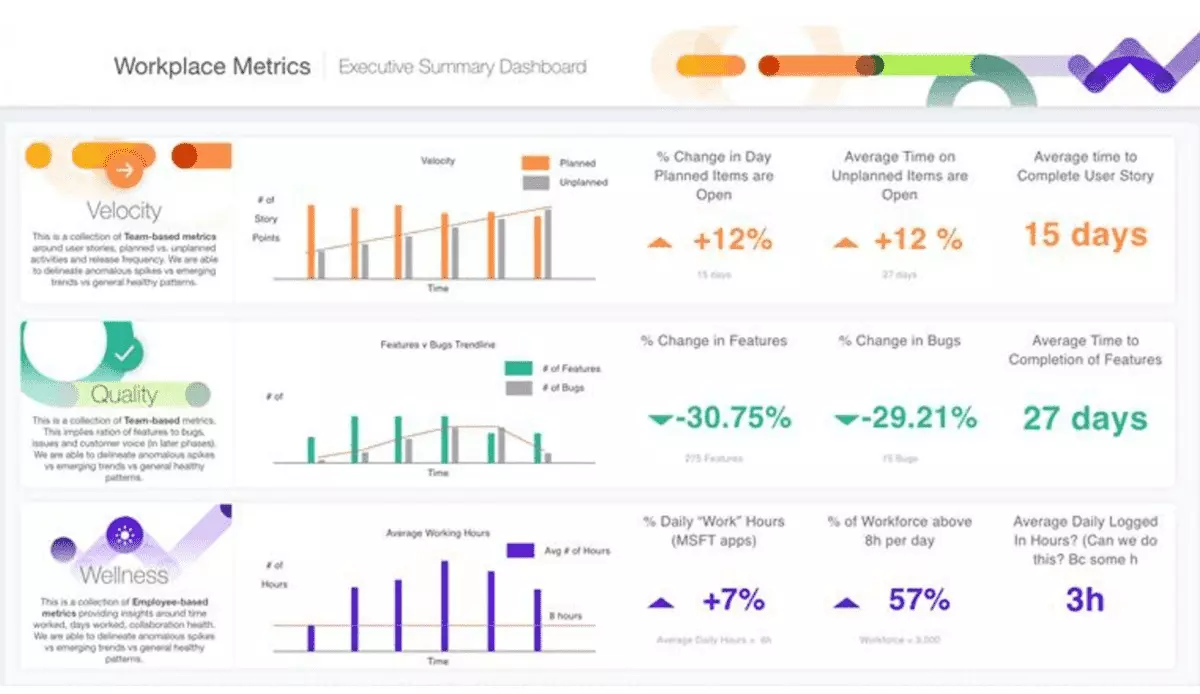 Workplace Metrics
Executive Summary Dashboard
Velocity
This is a collection of Team-based metrics
around user stories, planned vs. unplanned
activities and release frequency. We are able
to delineate anomalous spikes vs emerging
trends vs general healthy patterns.
Velocity
Planned
Unplanned
# of
Story
Points
Time
% Change in Day
Planned Items are
Open
+12%
15 days
Average Time on
Unplanned Items are
Open
+12 %
27 days
Average time to
Complete User Story
15 days
Quality
This is a collection of Team-based metrics.
This implies ration of features to bugs,
issues and customer voice (in later phases).
We are able to delineate anomalous spikes
vs emerging trends vs general healthy
patterns.
Features v Bugs Trendline
# of Features
# of Bugs
# of
Time
% Change in Features
-30.75%
275 Features
% Change in Bugs
-29.21%
15 Bugs
Average Time to
Completion of Features
27 days
Wellness
This is a collection of Employee-based
metrics providing insights around time
worked, days worked, collaboration health.
We are able to delineate anomalous spikes
vs emerging trends vs general healthy
patterns.
Average Working Hours
Avg # of Hours
# of
Hours
8 hours
Time
% Daily “Work” Hours
(MSFT apps)
+7%
Average Daily Hours = 6h
% of Workforce above
8h per day
57%
Workforce = 3,000
Average Daily Logged
In Hours? (Can we do
this? Bc some h
3h